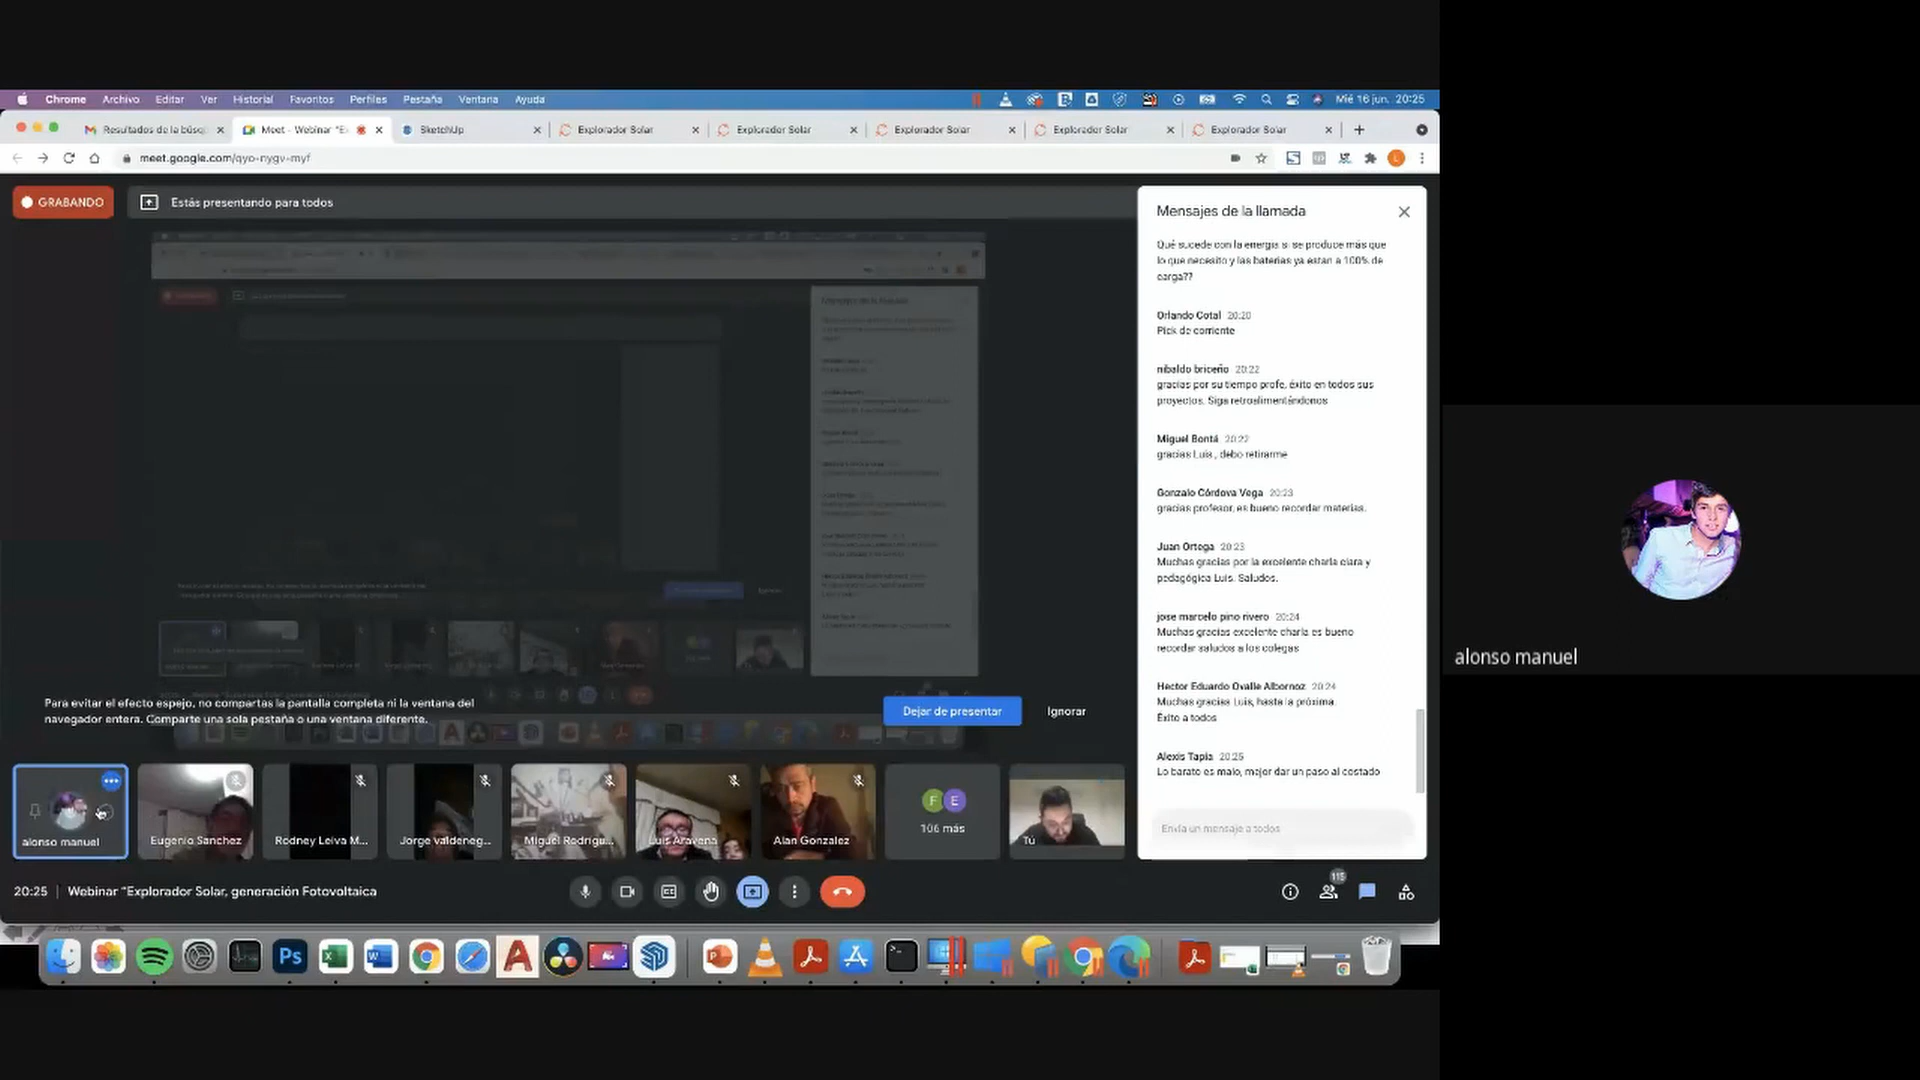 Chrome Archivo Editar Ver Historial Favoritos Perfiles Pestaña Ventana Ayuda Mié 16 jun. 20:25
Resultados de la búsq Meet - Webinar "E SketchUp Explorador Solar Explorador Solar Explorador Solar Explorador Solar Explorador Solar
meet.google.com/qyo-nygv-myf
GRABANDO
Estás presentando para todos
Mensajes de la llamada
Qué sucede con la energia si se produce más que
lo que necesito y las baterias ya estan a 100% de
carga??
Orlando Cotal 20:20
Pick de corriente
nibaldo briceño 20:22
gracias por su tiempo profe, éxito en todos sus
proyectos. Siga retroalimentándonos
Miguel Bontá 20:22
gracias Luis , debo retirarme
Gonzalo Córdova Vega 20:23
gracias profesor, es bueno recordar materias.
Juan Ortega 20:23
Muchas gracias por la excelente charla clara y
pedagógica Luis. Saludos.
jose marcelo pino rivero 20:24
Muchas gracias excelente charla es bueno
recordar saludos a los colegas
Hector Eduardo Ovalle Albornoz 20:24
Muchas gracias Luis, hasta la próxima.
Éxito a todos
Alexis Tapia 20:25
Lo barato es malo, mejor dar un paso al costado
Envía un mensaje a todos
Para evitar el efecto espejo, no compartas la pantalla completa ni la ventana del
navegador entera. Comparte una sola pestaña o una ventana diferente.
Dejar de presentar
Ignorar
alonso manuel
Eugenio Sanchez
Rodney Leiva M...
Jorge Valdeneg...
Miguel Rodrigu...
Luis Aravena
Alan Gonzalez
F E
106 más
Tú
20:25 | Webinar "Explorador Solar, generación Fotovoltaica
115
alonso manuel